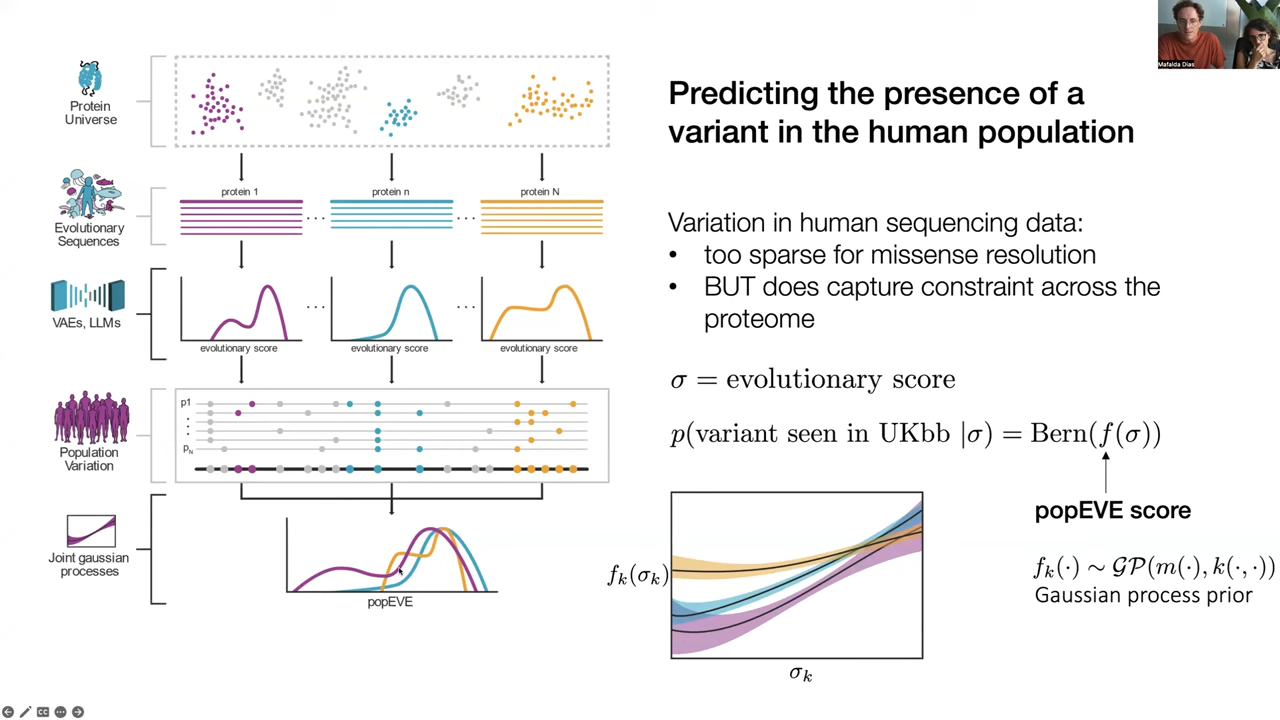 Mafalda Dias
Protein
Universe
protein 1
protein n
protein N
...
...
Evolutionary
Sequences
VAEs, LLMs
...
...
evolutionary score
evolutionary score
evolutionary score
p1
pN
Population
Variation
Joint gaussian
processes
popEVE
Predicting the presence of a
variant in the human population
Variation in human sequencing data:
• too sparse for missense resolution
• BUT does capture constraint across the
proteome
σ = evolutionary score
p(variant seen in UKbb |σ) = Bern(f(σ))
popEVE score
fₖ(σₖ)
σₖ
fₖ(·) ∼ 𝒢𝒫(m(·), k(·, ·))
Gaussian process prior
CC